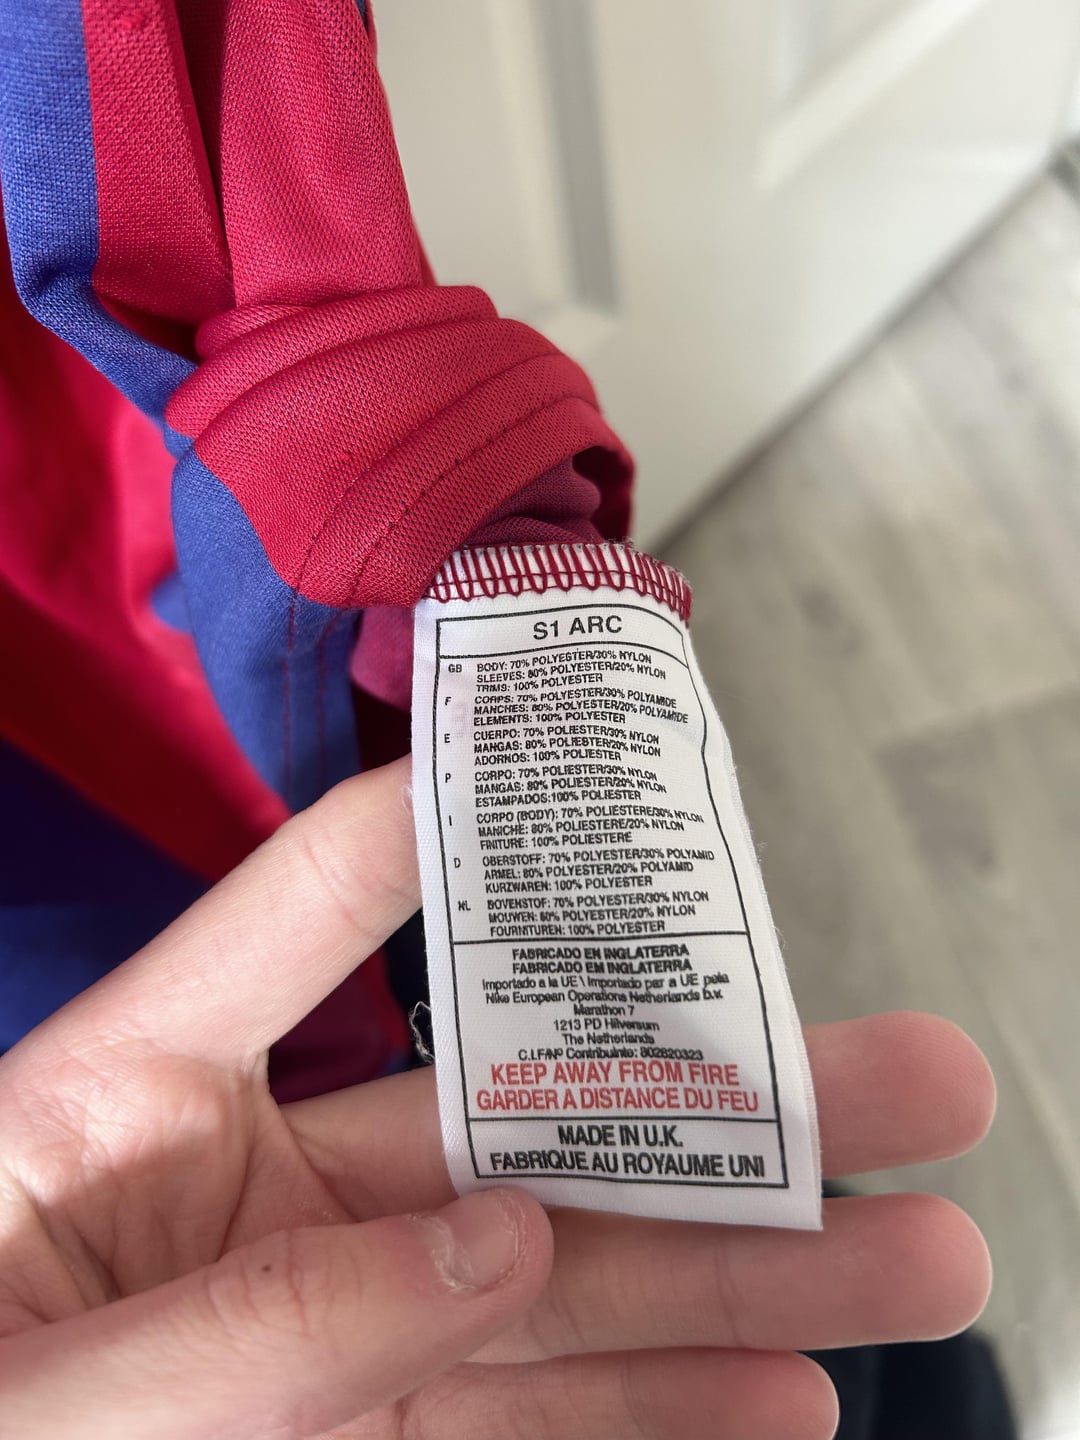 S1 ARC
GB BODY: 70% POLYESTER/30% NYLON
SLEEVES: 80% POLYESTER/20% NYLON
TRIMS: 100% POLYESTER
F CORPS: 70% POLYESTER/30% POLYAMIDE
MANCHES: 80% POLYESTER/20% POLYAMIDE
ELEMENTS: 100% POLYESTER
E CUERPO: 70% POLIESTER/30% NYLON
MANGAS: 80% POLIESTER/20% NYLON
ADORNOS: 100% POLIESTER
P CORPO: 70% POLIESTER/30% NYLON
MANGAS: 80% POLIESTER/20% NYLON
ESTAMPADOS:100% POLIESTER
I CORPO (BODY): 70% POLIESTERE/30% NYLON
MANICHE: 80% POLIESTERE/20% NYLON
FINITURE: 100% POLIESTERE
D OBERSTOFF: 70% POLYESTER/30% POLYAMID
ARMEL: 80% POLYESTER/20% POLYAMID
KURZWAREN: 100% POLYESTER
NL BOVENSTOF: 70% POLYESTER/30% NYLON
MOUWEN: 80% POLYESTER/20% NYLON
FOURNITUREN: 100% POLYESTER
FABRICADO EN INGLATERRA
FABRICADO EM INGLATERRA
Importado a la UE \ Importado par a UE pela
Nike European Operations Netherlands b.v.
Marathon 7
1213 PD Hilversum
The Netherlands
C.I.F/Nº Contribuinte: 802820323
KEEP AWAY FROM FIRE
GARDER A DISTANCE DU FEU
MADE IN U.K.
FABRIQUE AU ROYAUME UNI